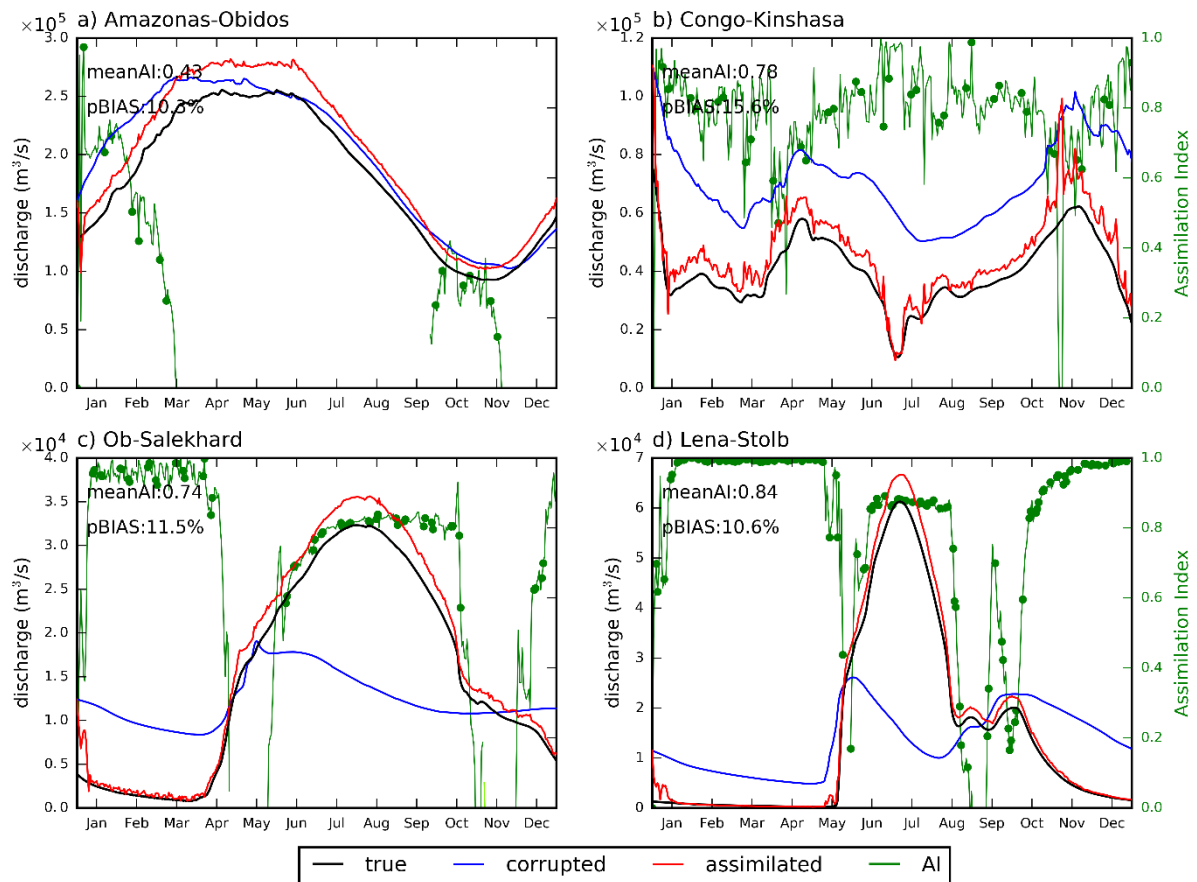 a) Amazonas-Obidos
×10⁵
3.0
2.5
2.0
1.5
1.0
0.5
0.0
discharge (m³/s)
meanAI:0.43
pBIAS:10.3%
Jan Feb Mar Apr May Jun Jul Aug Sep Oct Nov Dec
b) Congo-Kinshasa
×10⁵
1.2
1.0
0.8
0.6
0.4
0.2
0.0
discharge (m³/s)
meanAI:0.78
pBIAS:15.6%
1.0
0.8
0.6
0.4
0.2
0.0
Assimilation Index
Jan Feb Mar Apr May Jun Jul Aug Sep Oct Nov Dec
c) Ob-Salekhard
×10⁴
4.0
3.5
3.0
2.5
2.0
1.5
1.0
0.5
0.0
discharge (m³/s)
meanAI:0.74
pBIAS:11.5%
Jan Feb Mar Apr May Jun Jul Aug Sep Oct Nov Dec
d) Lena-Stolb
×10⁴
7
6
5
4
3
2
1
0
discharge (m³/s)
meanAI:0.84
pBIAS:10.6%
1.0
0.8
0.6
0.4
0.2
0.0
Assimilation Index
Jan Feb Mar Apr May Jun Jul Aug Sep Oct Nov Dec
true corrupted assimilated AI